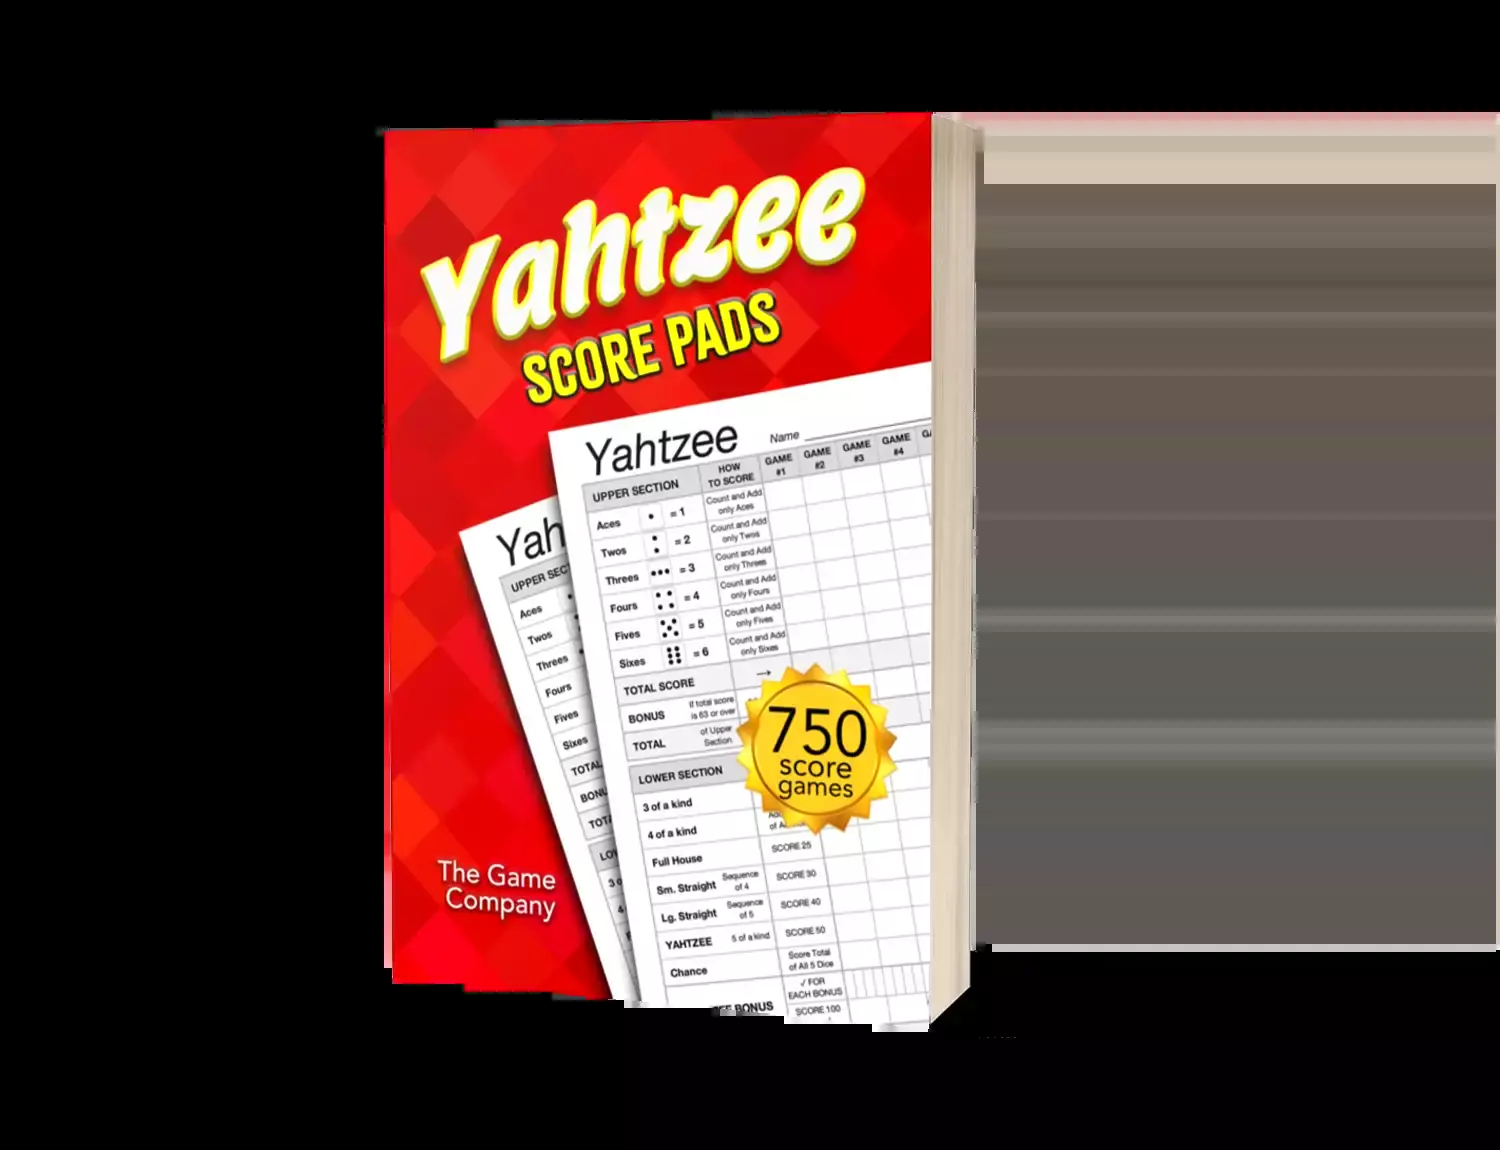 Yahtzee
SCORE PADS
Yahtzee
Name
UPPER SECTION
HOW TO SCORE
GAME #1
GAME #2
GAME #3
GAME #4
Aces = 1 Count and Add only Aces
Twos = 2 Count and Add only Twos
Threes = 3 Count and Add only Threes
Fours = 4 Count and Add only Fours
Fives = 5 Count and Add only Fives
Sixes = 6 Count and Add only Sixes
TOTAL SCORE →
BONUS If total score is 63 or over
TOTAL of Upper Section
LOWER SECTION
3 of a kind
4 of a kind
Full House SCORE 25
Sm. Straight Sequence of 4 SCORE 30
Lg. Straight Sequence of 5 SCORE 40
YAHTZEE 5 of a kind SCORE 50
Chance Score Total of All 5 Dice
✓ FOR EACH BONUS
BONUS SCORE 100
750
score
games
Yah
UPPER SEC
Aces
Twos
Threes
Fours
Fives
Sixes
TOTAL
BONU
TOTA
LO
The Game
Company